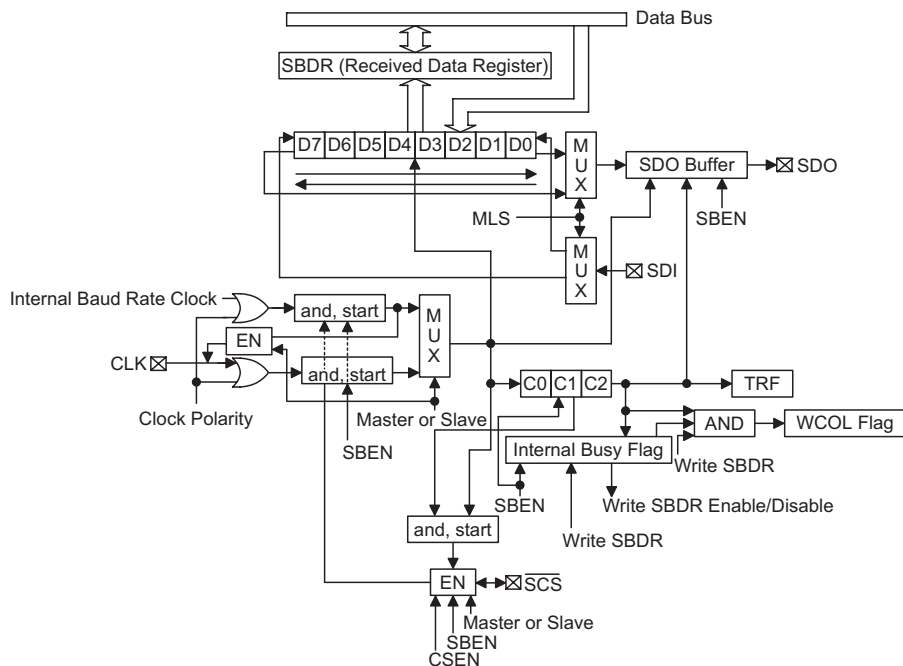 Data Bus
SBDR (Received Data Register)
D7 D6 D5 D4 D3 D2 D1 D0
MUX
SDO Buffer
SDO
MLS
SBEN
MUX
SDI
Internal Baud Rate Clock
and, start
MUX
EN
CLK
and, start
C0 C1 C2
TRF
Clock Polarity
Master or Slave
AND
WCOL Flag
SBEN
Internal Busy Flag
Write SBDR
SBEN
Write SBDR Enable/Disable
and, start
Write SBDR
EN
SCS
Master or Slave
SBEN
CSEN